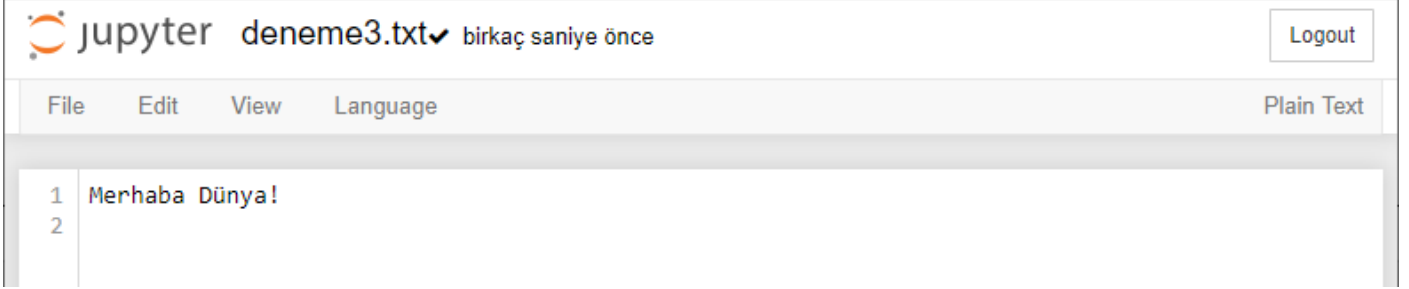 jupyter deneme3.txt birkaç saniye önce Logout
File Edit View Language Plain Text
1 Merhaba Dünya!
2